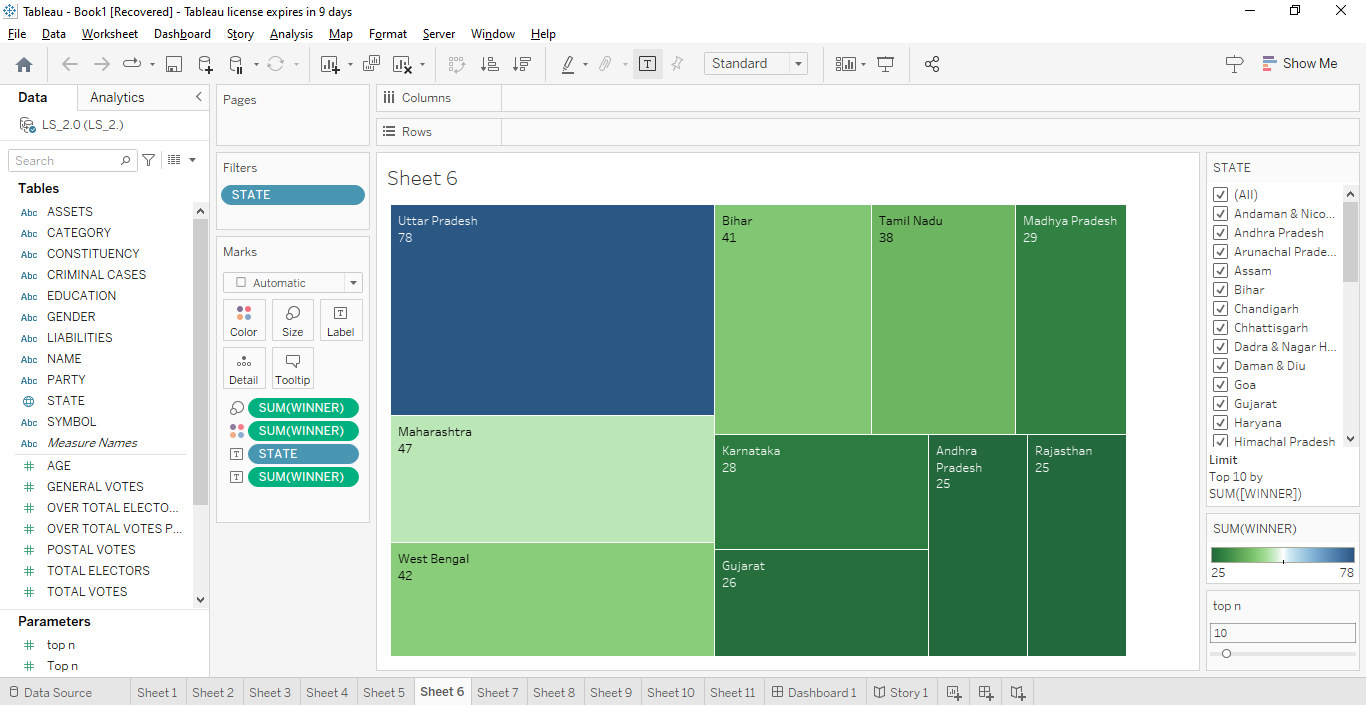 Tableau - Book1 [Recovered] - Tableau license expires in 9 days
File Data Worksheet Dashboard Story Analysis Map Format Server Window Help
Standard
Show Me
Data Analytics
LS_2.0 (LS_2.)
Search
Tables
Abc ASSETS
Abc CATEGORY
Abc CONSTITUENCY
Abc CRIMINAL CASES
Abc EDUCATION
Abc GENDER
Abc LIABILITIES
Abc NAME
Abc PARTY
STATE
Abc SYMBOL
Abc Measure Names
# AGE
# GENERAL VOTES
# OVER TOTAL ELECTO...
# OVER TOTAL VOTES P...
# POSTAL VOTES
# TOTAL ELECTORS
# TOTAL VOTES
Parameters
# top n
# Top n
Pages
Filters
STATE
Marks
Automatic
Color Size Label
Detail Tooltip
SUM(WINNER)
SUM(WINNER)
STATE
SUM(WINNER)
Columns
Rows
Sheet 6
Uttar Pradesh
78
Maharashtra
47
West Bengal
42
Bihar
41
Tamil Nadu
38
Madhya Pradesh
29
Karnataka
28
Gujarat
26
Andhra
Pradesh
25
Rajasthan
25
STATE
(All)
Andaman & Nico...
Andhra Pradesh
Arunachal Prade...
Assam
Bihar
Chandigarh
Chhattisgarh
Dadra & Nagar H...
Daman & Diu
Goa
Gujarat
Haryana
Himachal Pradesh
Limit
Top 10 by
SUM([WINNER])
SUM(WINNER)
25 78
top n
10
Data Source Sheet 1 Sheet 2 Sheet 3 Sheet 4 Sheet 5 Sheet 6 Sheet 7 Sheet 8 Sheet 9 Sheet 10 Sheet 11 Dashboard 1 Story 1